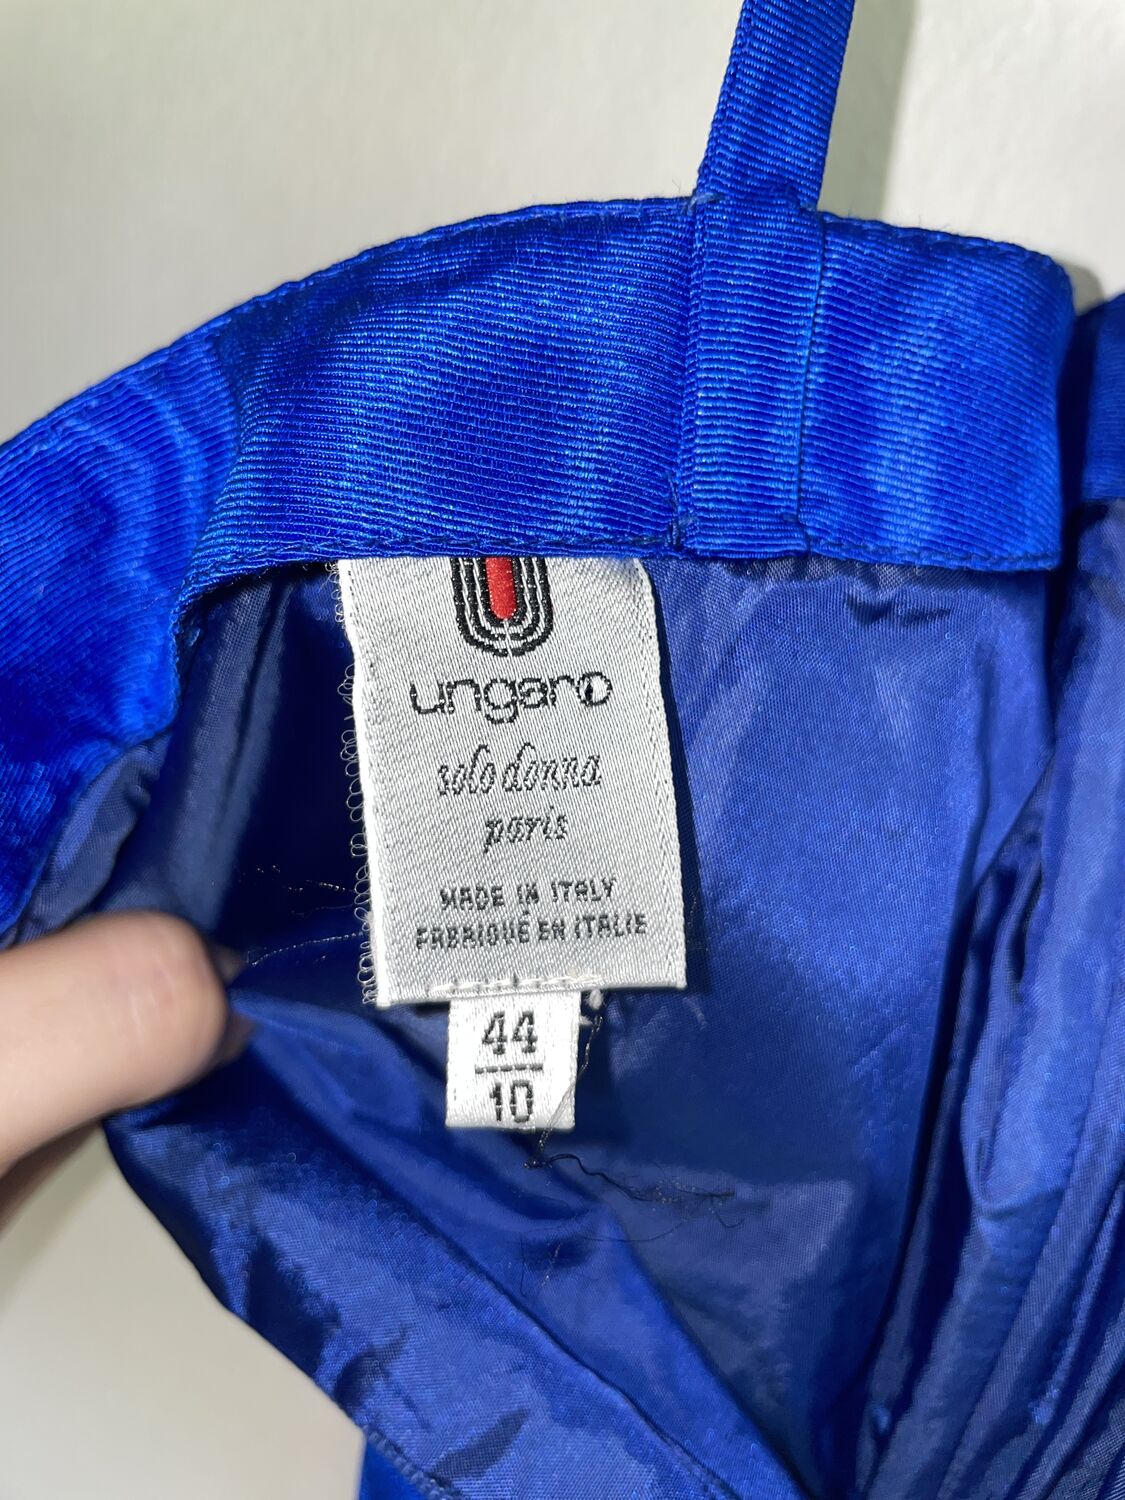 ungaro
solo donna
paris
MADE IN ITALY
FABRIQUÉ EN ITALIE
44
10